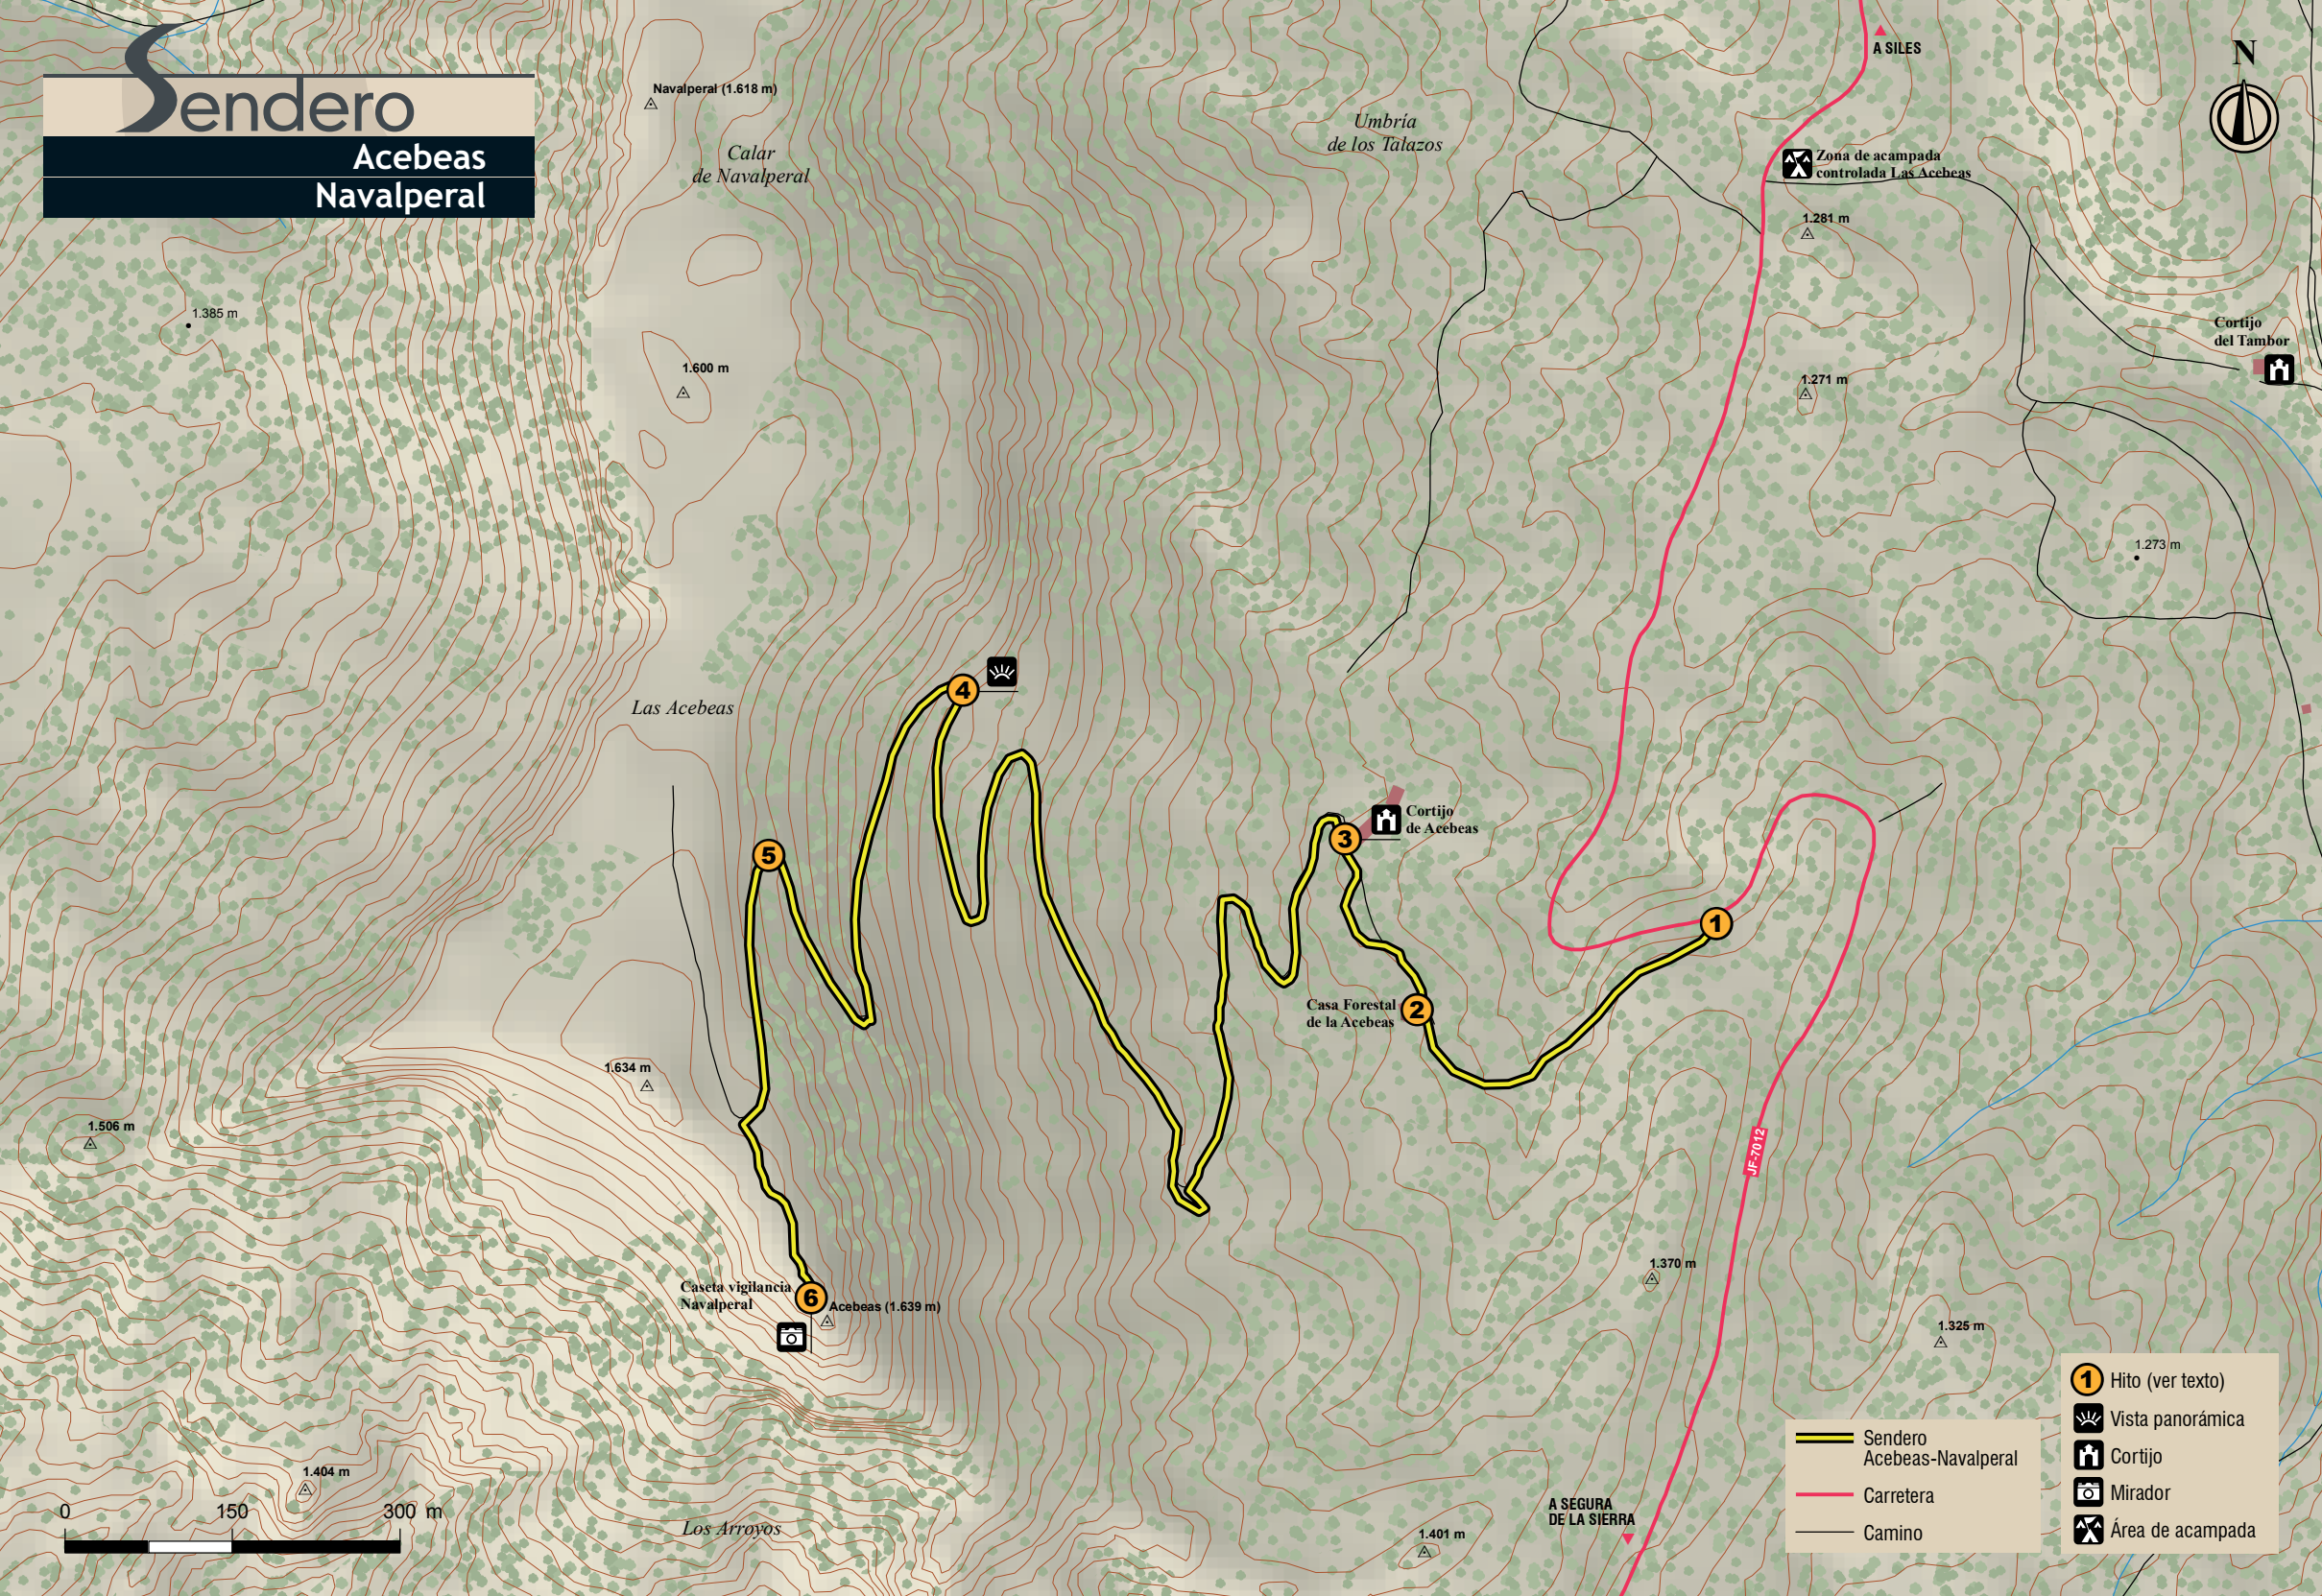 Sendero
Acebeas
Navalperal
Navalperal (1.618 m)
Calar
de Navalperal
Umbría
de los Talazos
A SILES
N
Zona de acampada
controlada Las Acebeas
1.281 m
1.385 m
1.600 m
1.271 m
Cortijo
del Tambor
1.273 m
4
Las Acebeas
5
3
Cortijo
de Acebeas
1
Casa Forestal
de la Acebeas
2
1.634 m
1.506 m
JF-7012
1.370 m
Caseta vigilancia
Navalperal
6
Acebeas (1.639 m)
1.325 m
1.404 m
0 150 300 m
Los Arroyos
A SEGURA
DE LA SIERRA
1.401 m
Sendero
Acebeas-Navalperal
Carretera
Camino
1 Hito (ver texto)
Vista panorámica
Cortijo
Mirador
Área de acampada